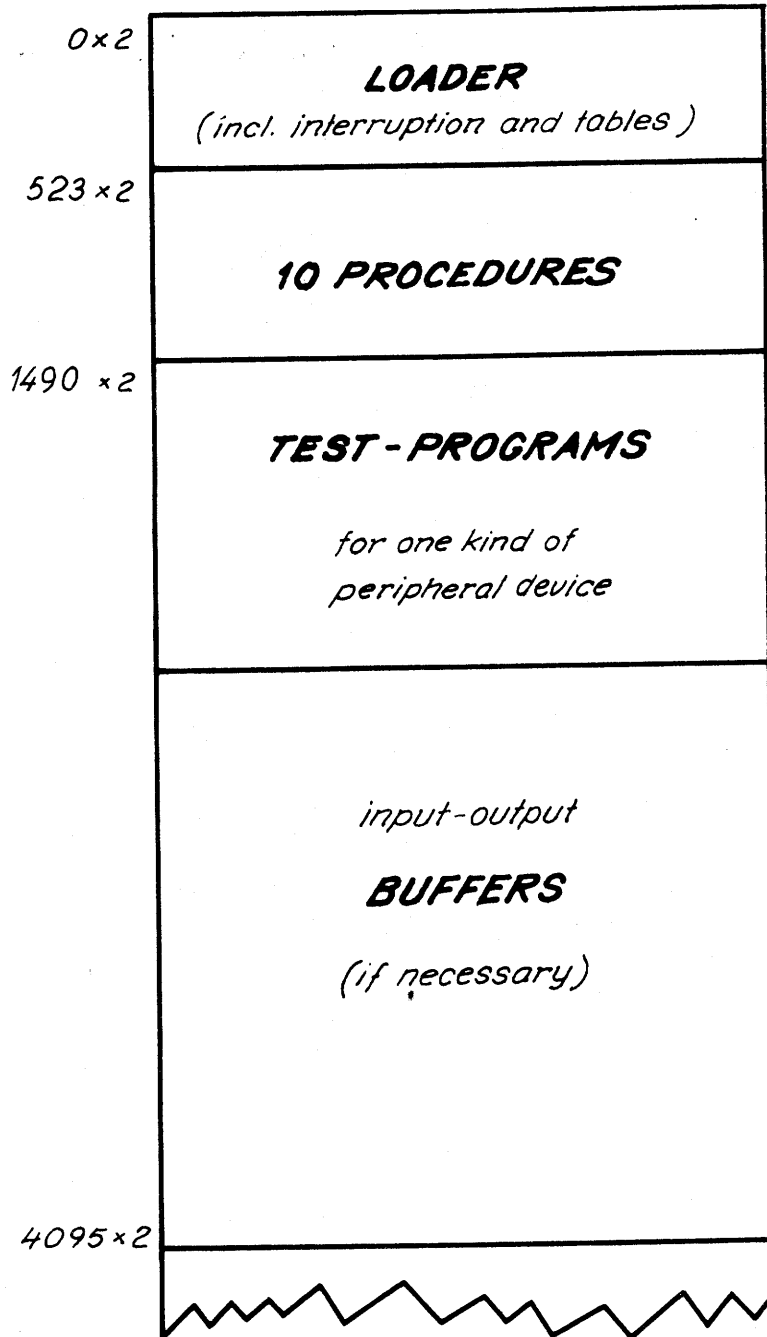 0×2
LOADER
(incl. interruption and tables)
523×2
10 PROCEDURES
1490 ×2
TEST-PROGRAMS
for one kind of
peripheral device
input-output
BUFFERS
(if necessary)
4095×2